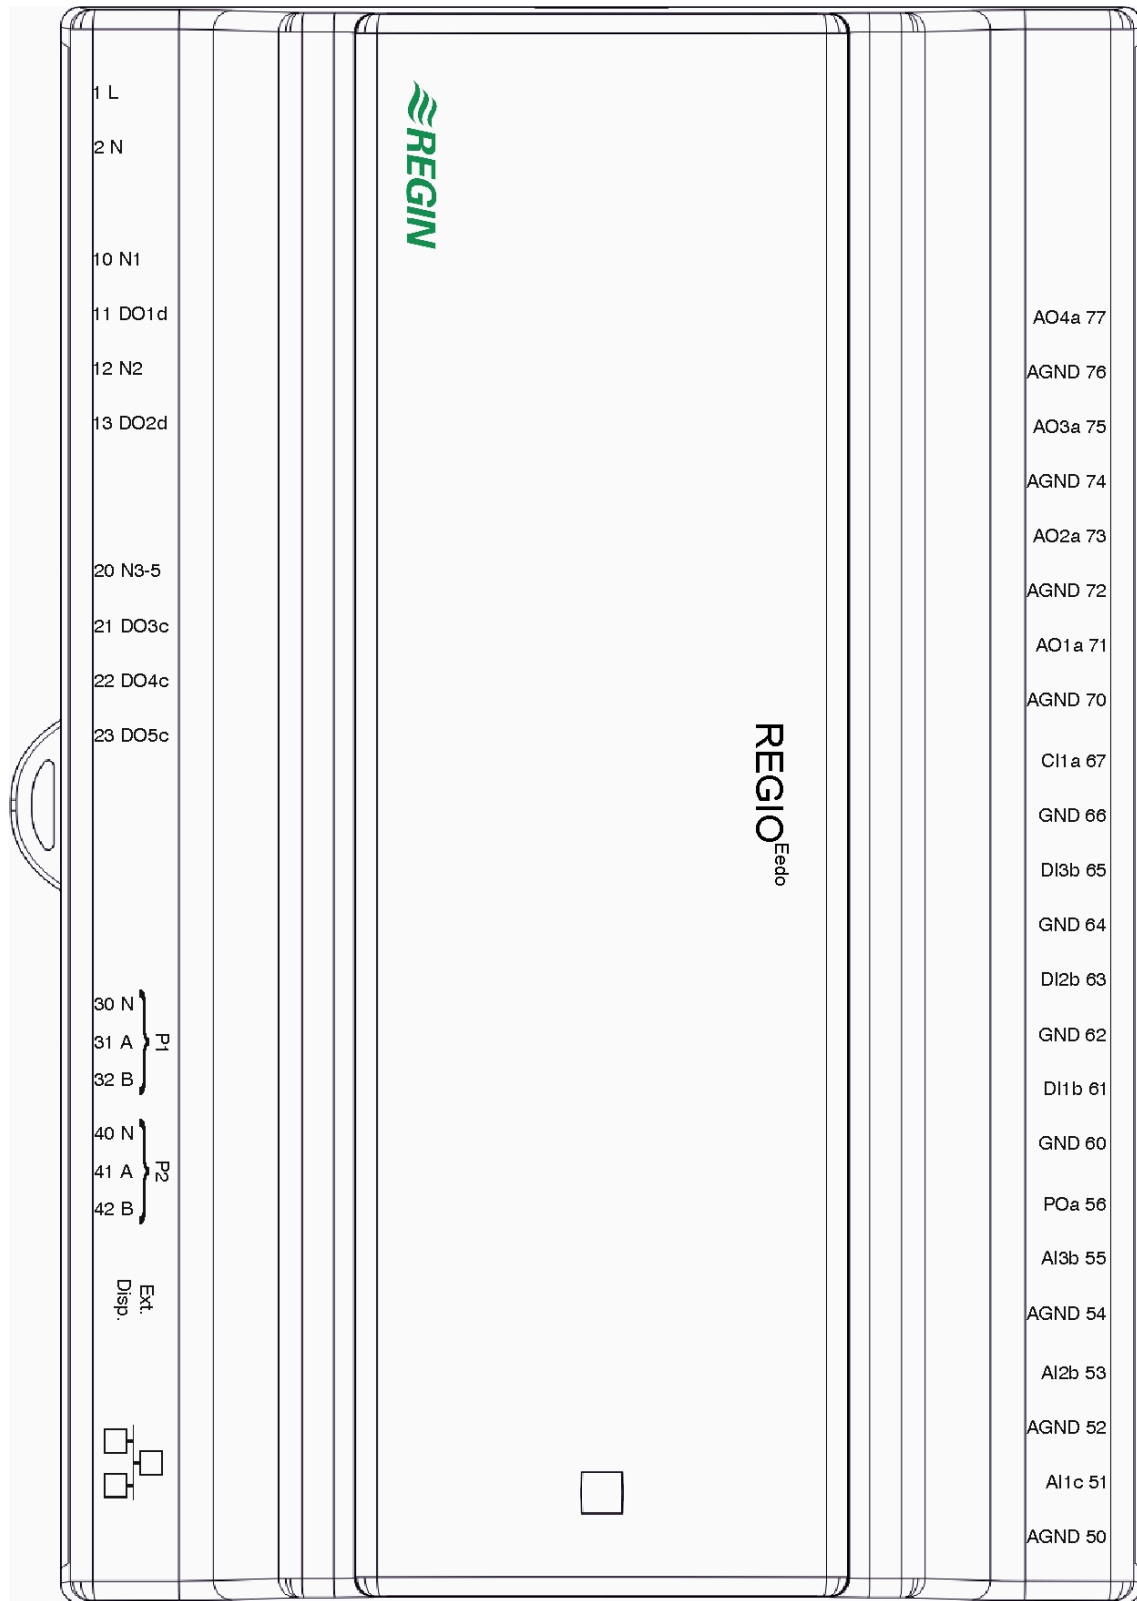 1 L
2 N
10 N1
11 DO1d
12 N2
13 DO2d
20 N3-5
21 DO3c
22 DO4c
23 DO5c
30 N
31 A
32 B
P1
40 N
41 A
42 B
P2
Ext.
Disp.
REGIN
REGIO Eedo
AO4a 77
AGND 76
AO3a 75
AGND 74
AO2a 73
AGND 72
AO1a 71
AGND 70
CI1a 67
GND 66
DI3b 65
GND 64
DI2b 63
GND 62
DI1b 61
GND 60
POa 56
AI3b 55
AGND 54
AI2b 53
AGND 52
AI1c 51
AGND 50